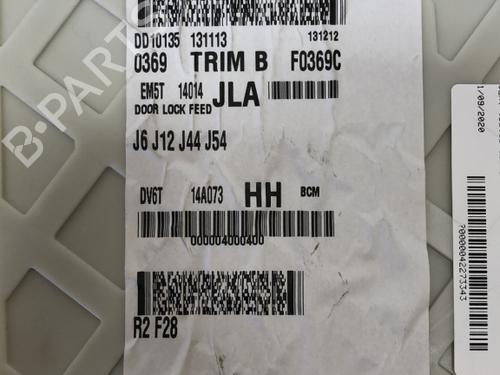 DD10135 131113 131212
0369 TRIM B F0369C
EM5T 14014 JLA
DOOR LOCK FEED
J6 J12 J44 J54
DV6T 14A073 HH BCM
000004000400
R2 F28
1/09/2020
B-PARTS